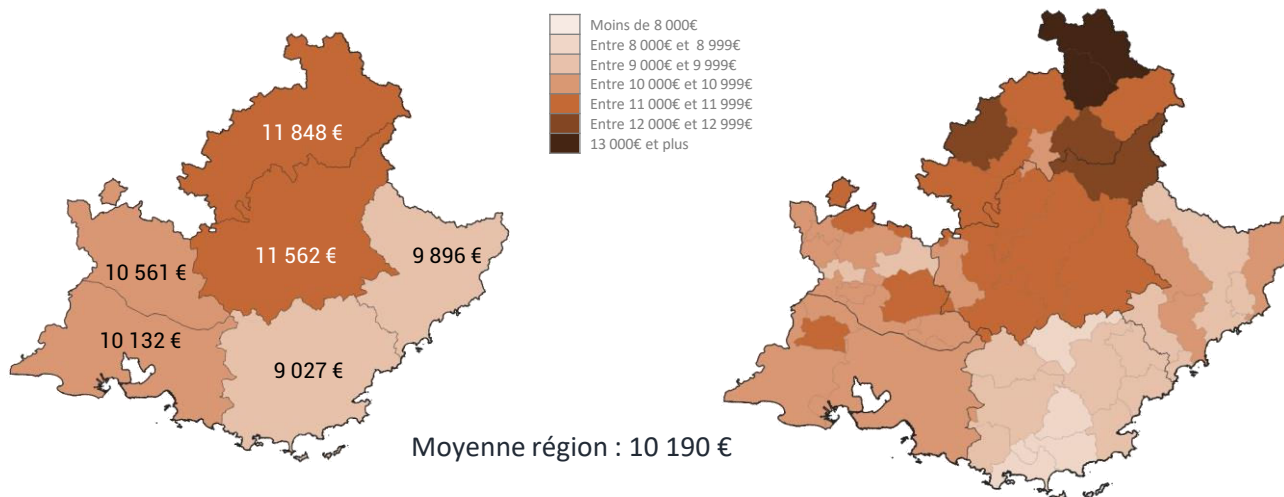 Moins de 8 000€
Entre 8 000€ et 8 999€
Entre 9 000€ et 9 999€
Entre 10 000€ et 10 999€
Entre 11 000€ et 11 999€
Entre 12 000€ et 12 999€
13 000€ et plus
11 848 €
11 562 €
9 896 €
10 561 €
10 132 €
9 027 €
Moyenne région : 10 190 €